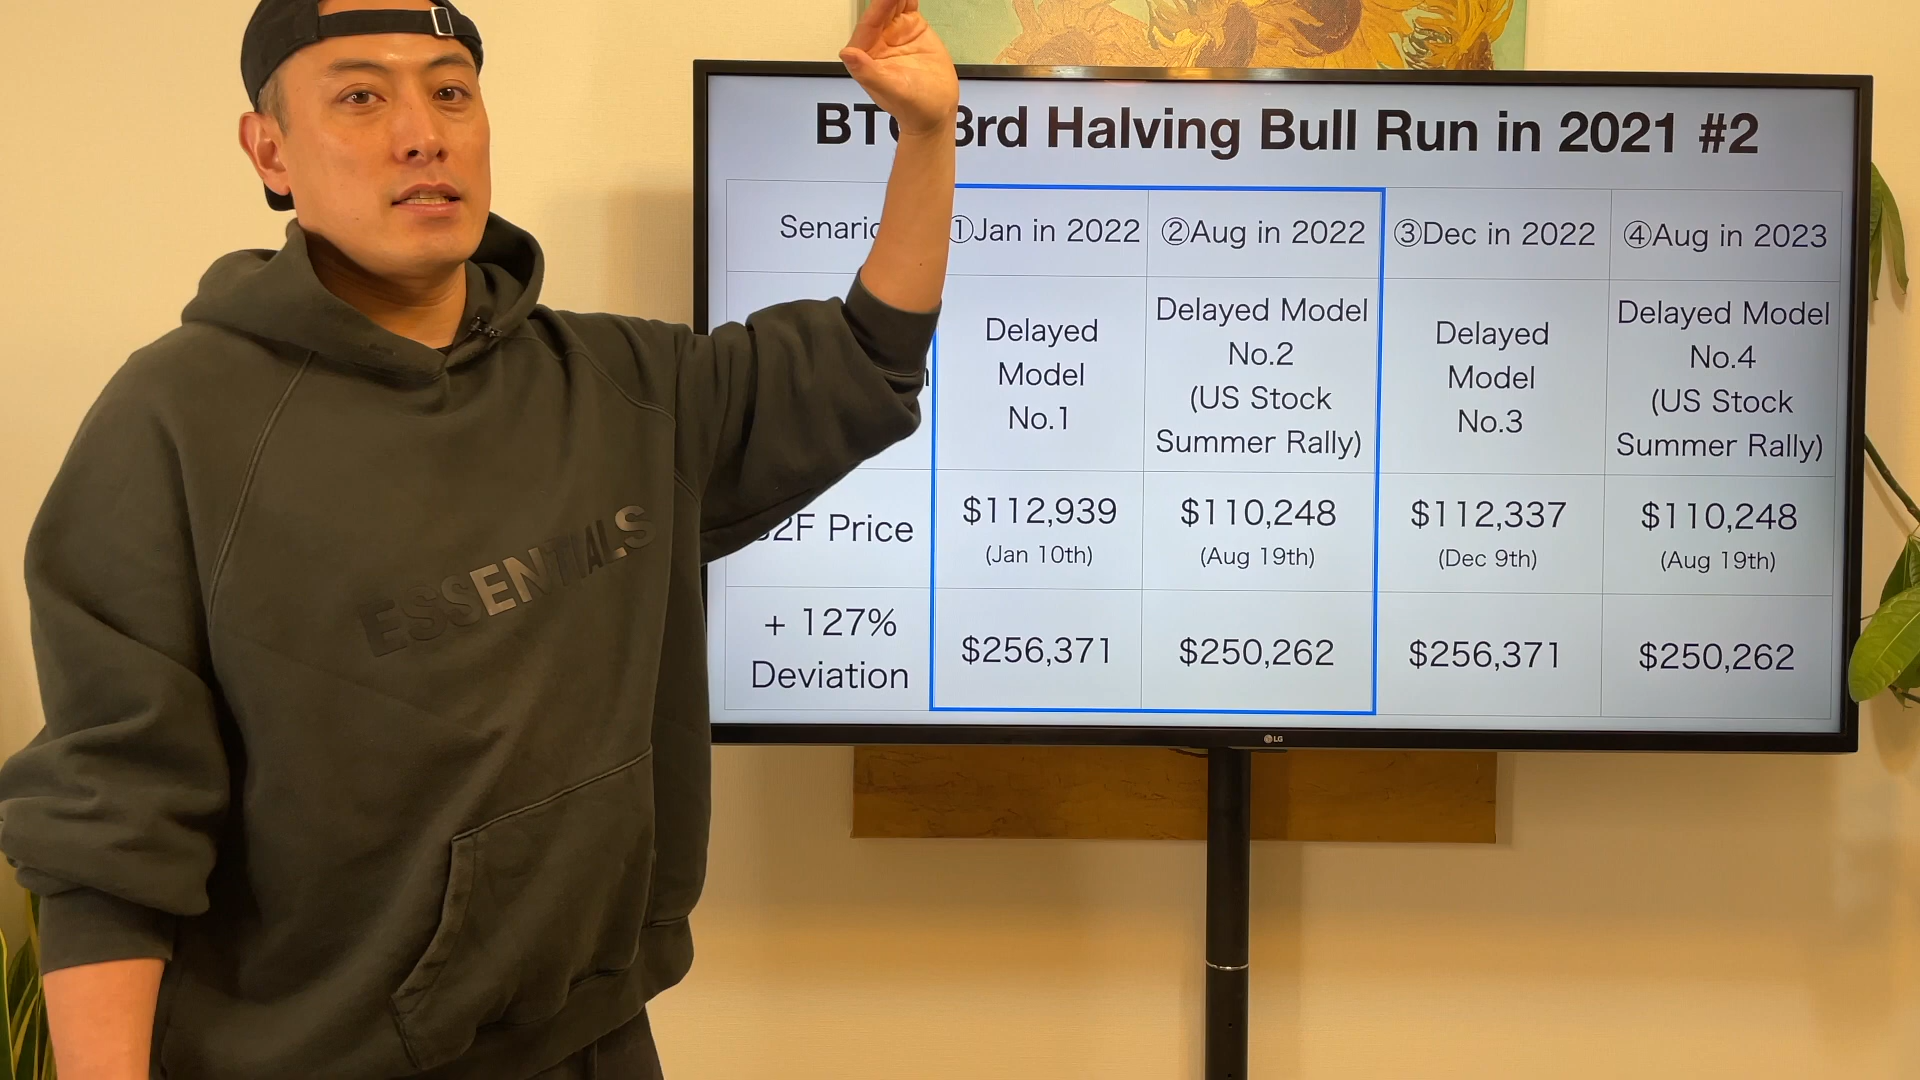 BTC 3rd Halving Bull Run in 2021 #2
Senario ①Jan in 2022 ②Aug in 2022 ③Dec in 2022 ④Aug in 2023
Delayed Model No.1
Delayed Model No.2 (US Stock Summer Rally)
Delayed Model No.3
Delayed Model No.4 (US Stock Summer Rally)
S2F Price
$112,939 (Jan 10th)
$110,248 (Aug 19th)
$112,337 (Dec 9th)
$110,248 (Aug 19th)
+ 127% Deviation
$256,371
$250,262
$256,371
$250,262
LG
ESSENTIALS